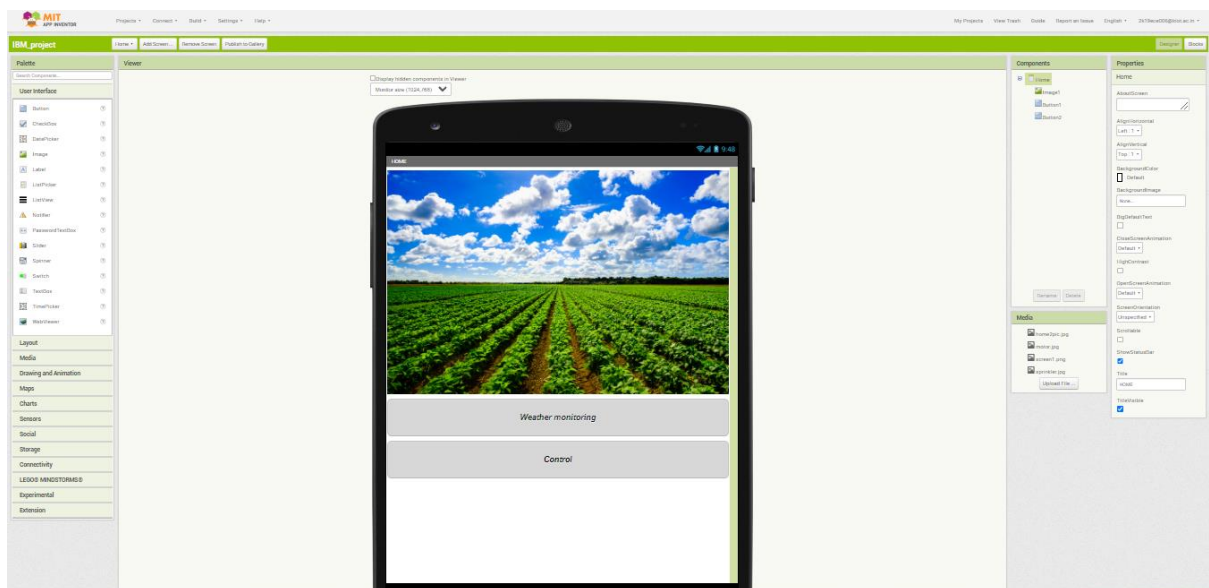 MIT
APP INVENTOR
Projects Connect Build Settings Help
My Projects View Trash Guide Report an Issue English
IBM_project
Home Add Screen ... Remove Screen Publish to Gallery
Designer Blocks
Palette
Search Components...
User Interface
Button
CheckBox
DatePicker
Image
Label
ListPicker
ListView
Notifier
PasswordTextBox
Slider
Spinner
Switch
TextBox
TimePicker
WebViewer
Layout
Media
Drawing and Animation
Maps
Charts
Sensors
Social
Storage
Connectivity
LEGO® MINDSTORMS®
Experimental
Extension
Viewer
Display hidden components in Viewer
9:48
HOME
Weather monitoring
Control
Components
Home
Image1
Button1
Button2
Rename Delete
Media
home2pic.jpg
motor.jpg
screen1.png
sprinkler.jpg
Upload File ...
Properties
Home
AboutScreen
AlignHorizontal
Left : 1
AlignVertical
Top : 1
BackgroundColor
Default
BackgroundImage
None...
BigDefaultText
CloseScreenAnimation
Default
HighContrast
OpenScreenAnimation
Default
ScreenOrientation
Unspecified
Scrollable
ShowStatusBar
Title
HOME
TitleVisible